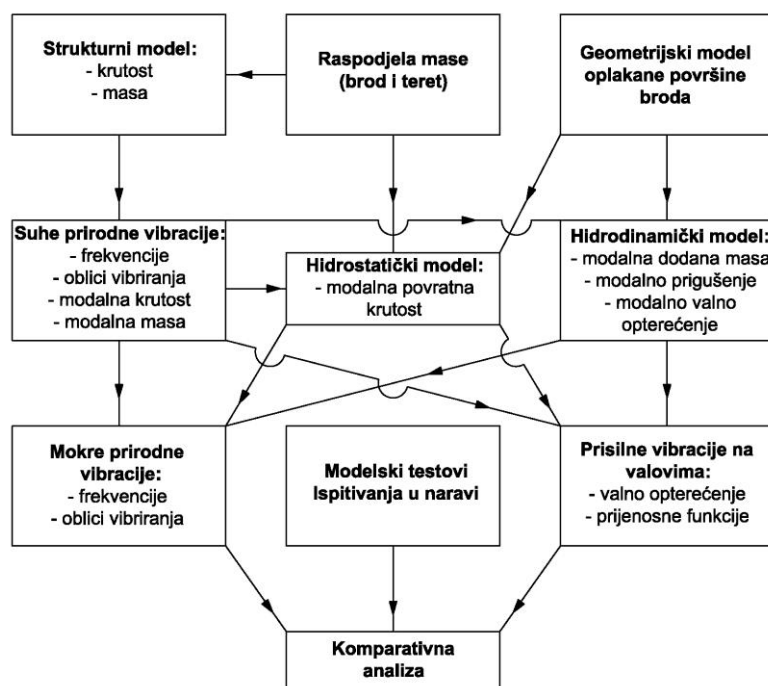 Strukturni model:
- krutost
- masa
Raspodjela mase
(brod i teret)
Geometrijski model
oplakane površine
broda
Suhe prirodne vibracije:
- frekvencije
- oblici vibriranja
- modalna krutost
- modalna masa
Hidrostatički model:
- modalna povratna
krutost
Hidrodinamički model:
- modalna dodana masa
- modalno prigušenje
- modalno valno
opterećenje
Mokre prirodne
vibracije:
- frekvencije
- oblici vibriranja
Modelski testovi
Ispitivanja u naravi
Prisilne vibracije na
valovima:
- valno opterećenje
- prijenosne funkcije
Komparativna
analiza